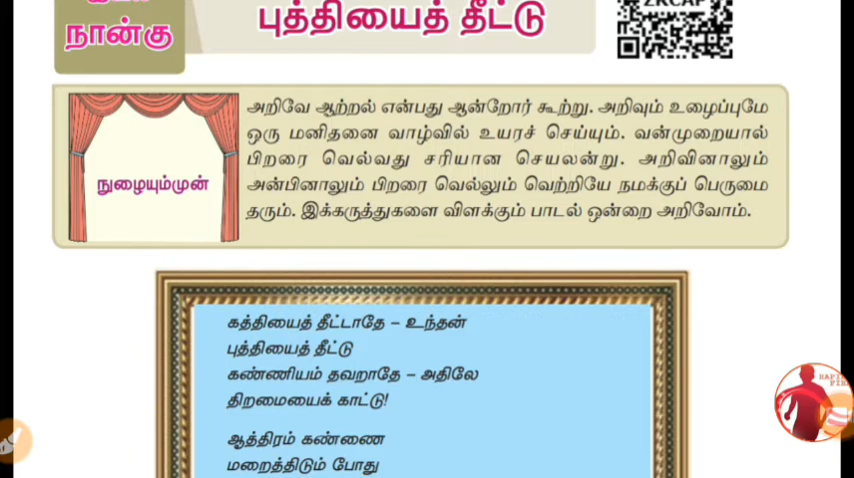 நான்கு
புத்தியைத் தீட்டு
ZKCAP
அறிவே ஆற்றல் என்பது ஆன்றோர் கூற்று. அறிவும் உழைப்புமே
ஒரு மனிதனை வாழ்வில் உயரச் செய்யும். வன்முறையால்
பிறரை வெல்வது சரியான செயலன்று. அறிவினாலும்
நுழையும்முன்
அன்பினாலும் பிறரை வெல்லும் வெற்றியே நமக்குப் பெருமை
தரும். இக்கருத்துகளை விளக்கும் பாடல் ஒன்றை அறிவோம்.
கத்தியைத் தீட்டாதே – உந்தன்
புத்தியைத் தீட்டு
கண்ணியம் தவறாதே – அதிலே
திறமையைக் காட்டு!
ஆத்திரம் கண்ணை
மறைத்திடும் போது